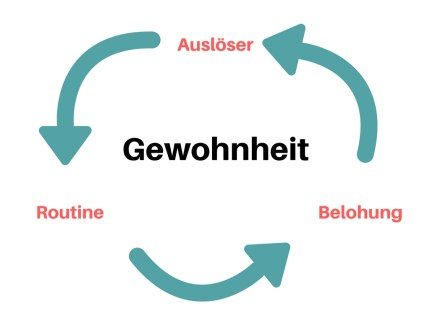 Auslöser
Gewohnheit
Routine
Belohung